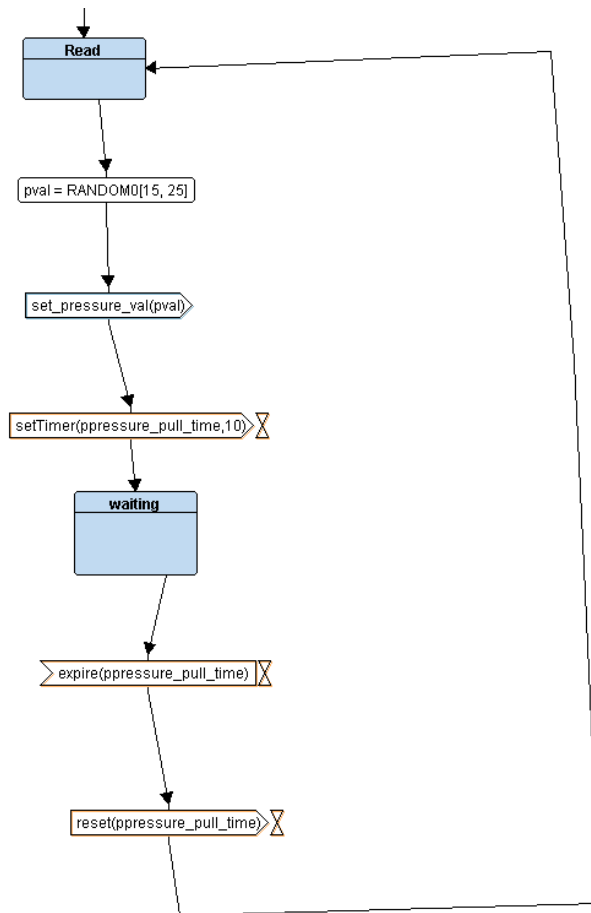 Read
pval = RANDOM0[15, 25]
set_pressure_val(pval)
setTimer(ppressure_pull_time,10)
waiting
expire(ppressure_pull_time)
reset(ppressure_pull_time)